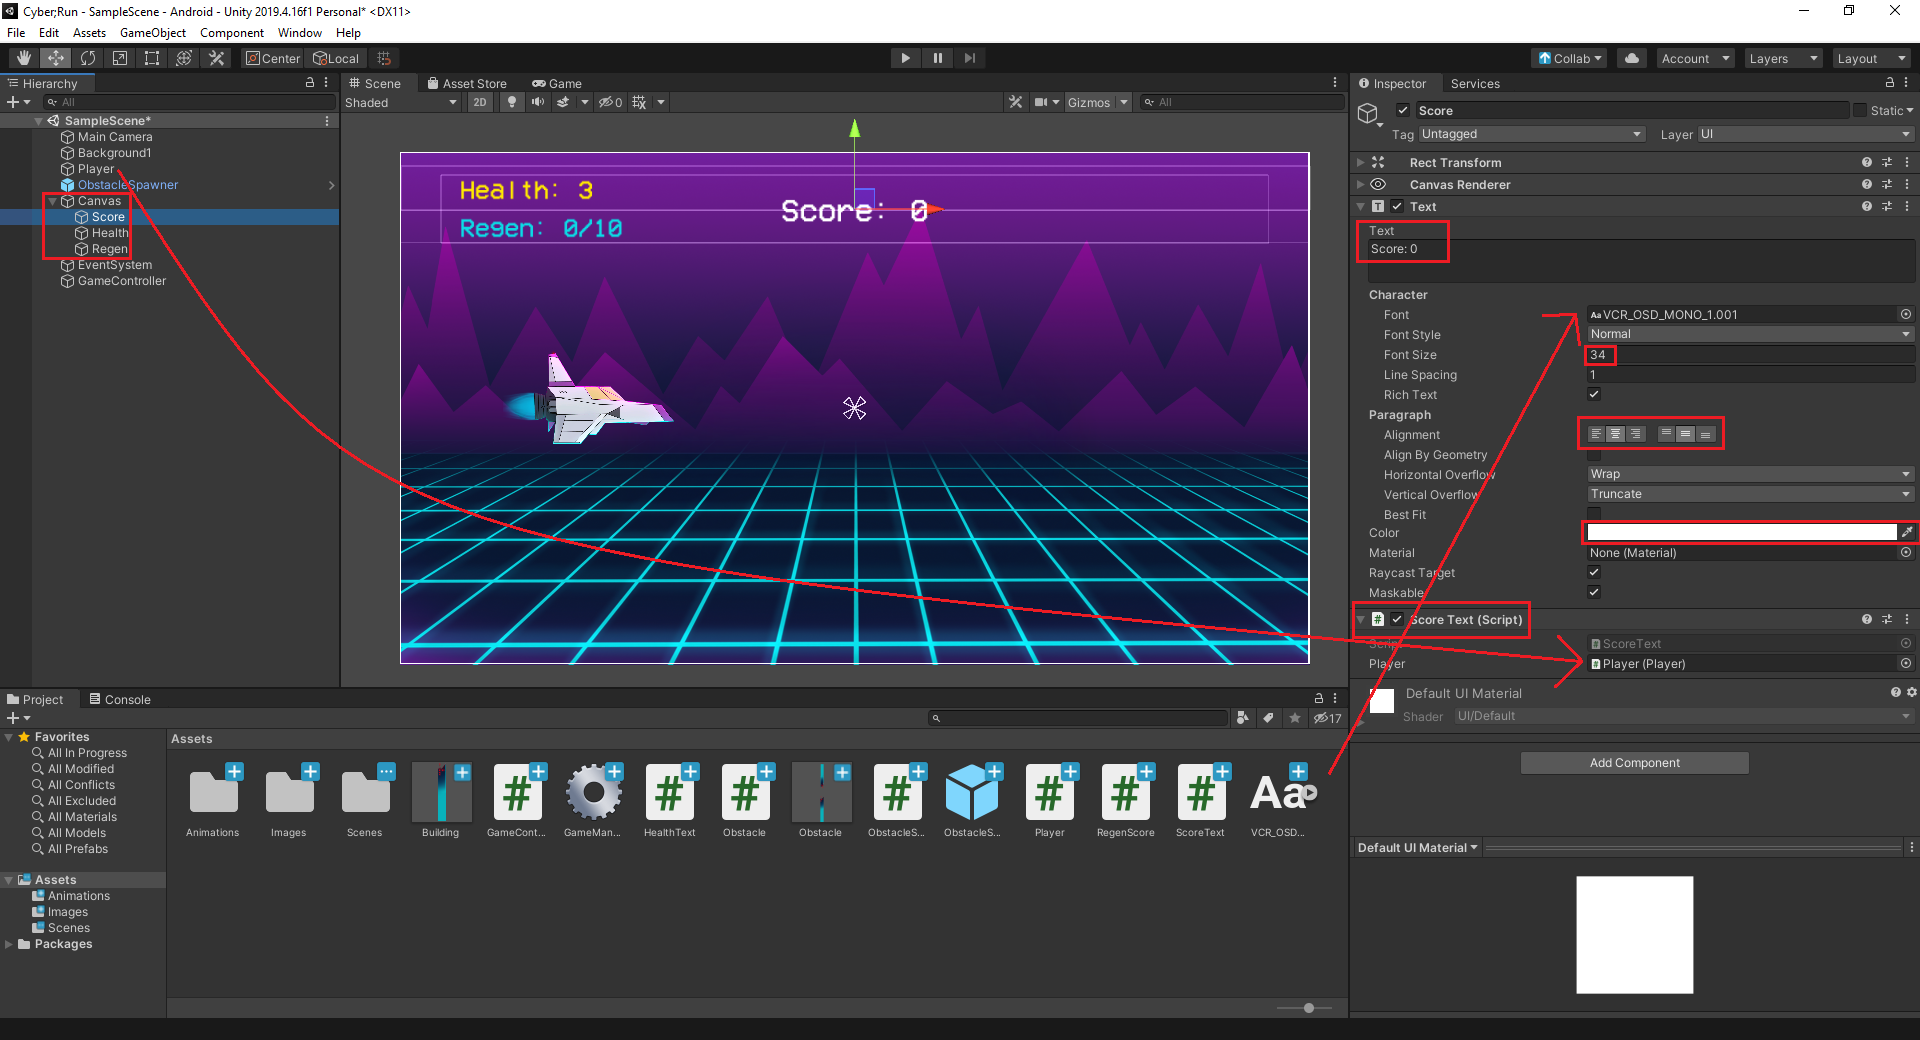 Cyber;Run - SampleScene - Android - Unity 2019.4.16f1 Personal* <DX11>
File Edit Assets GameObject Component Window Help
Center Local
Collab Account Layers Layout
Hierarchy
All
SampleScene*
Main Camera
Background1
Player
ObstacleSpawner
Canvas
Score
Health
Regen
EventSystem
GameController
Scene Asset Store Game
Shaded 2D 0 Gizmos All
Health: 3
Score: 0
Regen: 0/10
Inspector Services
Score Static
Tag Untagged Layer UI
Rect Transform
Canvas Renderer
Text
Text
Score: 0
Character
Font Aa VCR_OSD_MONO_1.001
Font Style Normal
Font Size 34
Line Spacing 1
Rich Text
Paragraph
Alignment
Align By Geometry
Horizontal Overflow Wrap
Vertical Overflow Truncate
Best Fit
Color
Material None (Material)
Raycast Target
Maskable
# Score Text (Script)
Script ScoreText
Player Player (Player)
Default UI Material
Shader UI/Default
Add Component
Default UI Material
Project Console
17
Favorites
All In Progress
All Modified
All Conflicts
All Excluded
All Materials
All Models
All Prefabs
Assets
Animations
Images
Scenes
Packages
Assets
# # # # # # # Aa
Animations Images Scenes Building GameCont... GameMan... HealthText Obstacle Obstacle ObstacleS... ObstacleS... Player RegenScore ScoreText VCR_OSD...